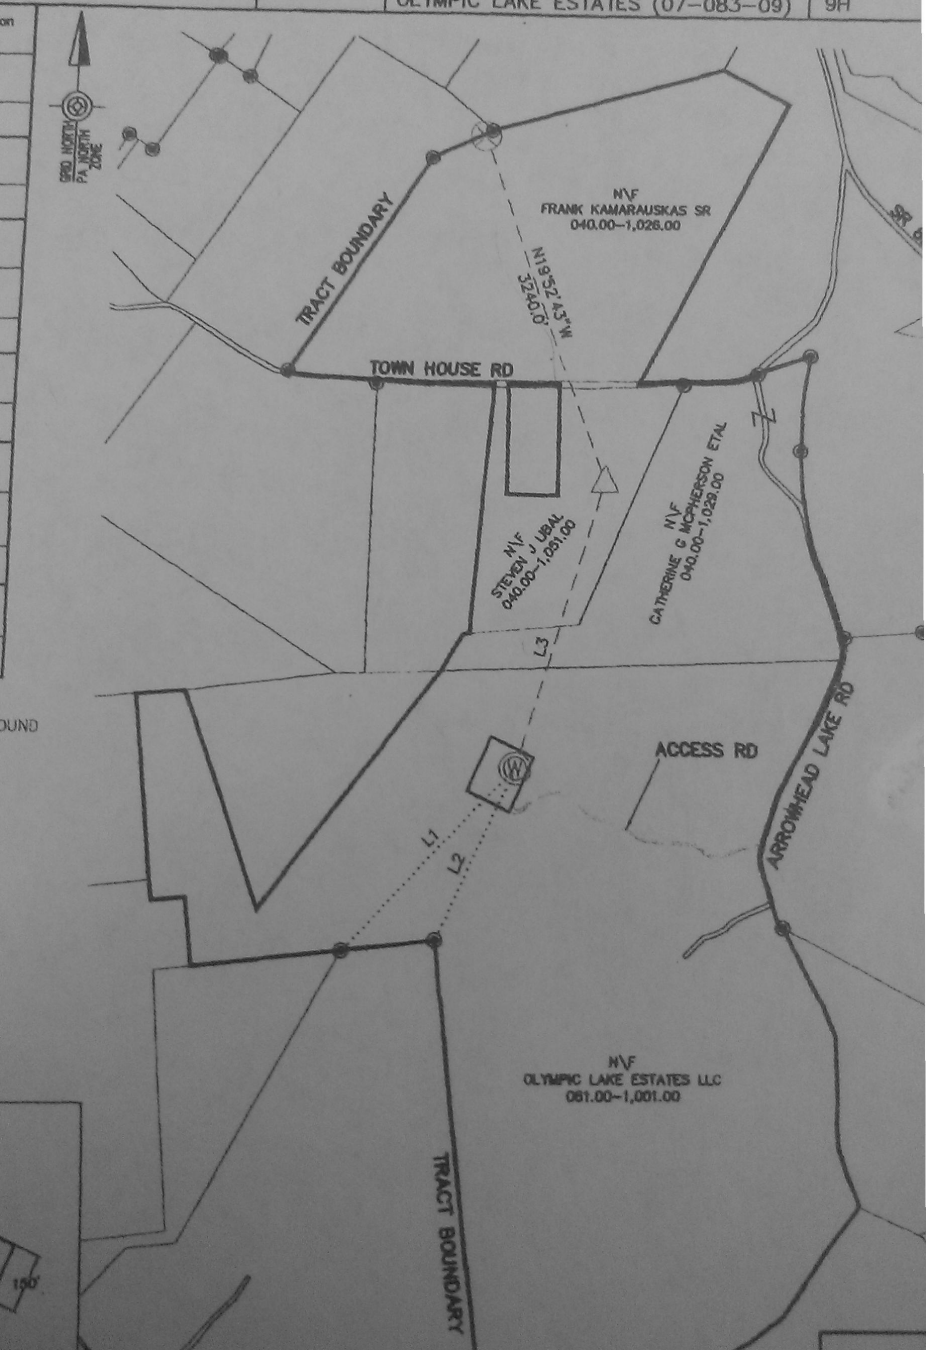 OLYMPIC LAKE ESTATES (07-083-09)
9H
on
GRID NORTH
PA NORTH
ZONE
N\F
FRANK KAMARAUSKAS SR
040.00-1,026.00
SR
TRACT BOUNDARY
N19°52'43"W
3240.0'
TOWN HOUSE RD
N\F
STEVEN J UBAL
040.00-1,051.00
N\F
CATHERINE G MCPHERSON ETAL
040.00-1,029.00
L3
OUND
ACCESS RD
ARROWHEAD LAKE RD
W
L1
L2
N\F
OLYMPIC LAKE ESTATES LLC
061.00-1,001.00
TRACT BOUNDARY
150'